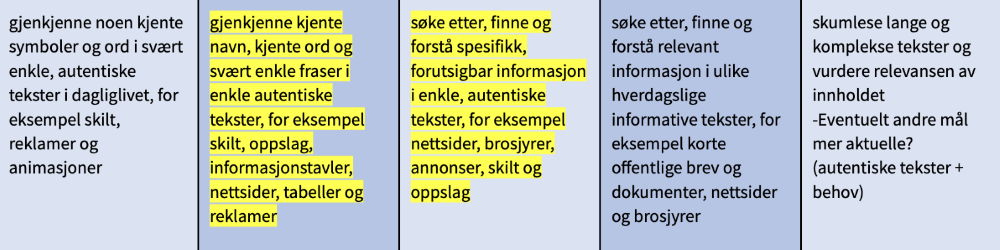 gjenkjenne noen kjente
symboler og ord i svært
enkle, autentiske
tekster i dagliglivet, for
eksempel skilt,
reklamer og
animasjoner
gjenkjenne kjente
navn, kjente ord og
svært enkle fraser i
enkle autentiske
tekster, for eksempel
skilt, oppslag,
informasjonstavler,
nettsider, tabeller og
reklamer
søke etter, finne og
forstå spesifikk,
forutsigbar informasjon
i enkle, autentiske
tekster, for eksempel
nettsider, brosjyrer,
annonser, skilt og
oppslag
søke etter, finne og
forstå relevant
informasjon i ulike
hverdagslige
informative tekster, for
eksempel korte
offentlige brev og
dokumenter, nettsider
og brosjyrer
skumlese lange og
komplekse tekster og
vurdere relevansen av
innholdet
-Eventuelt andre mål
mer aktuelle?
(autentiske tekster +
behov)